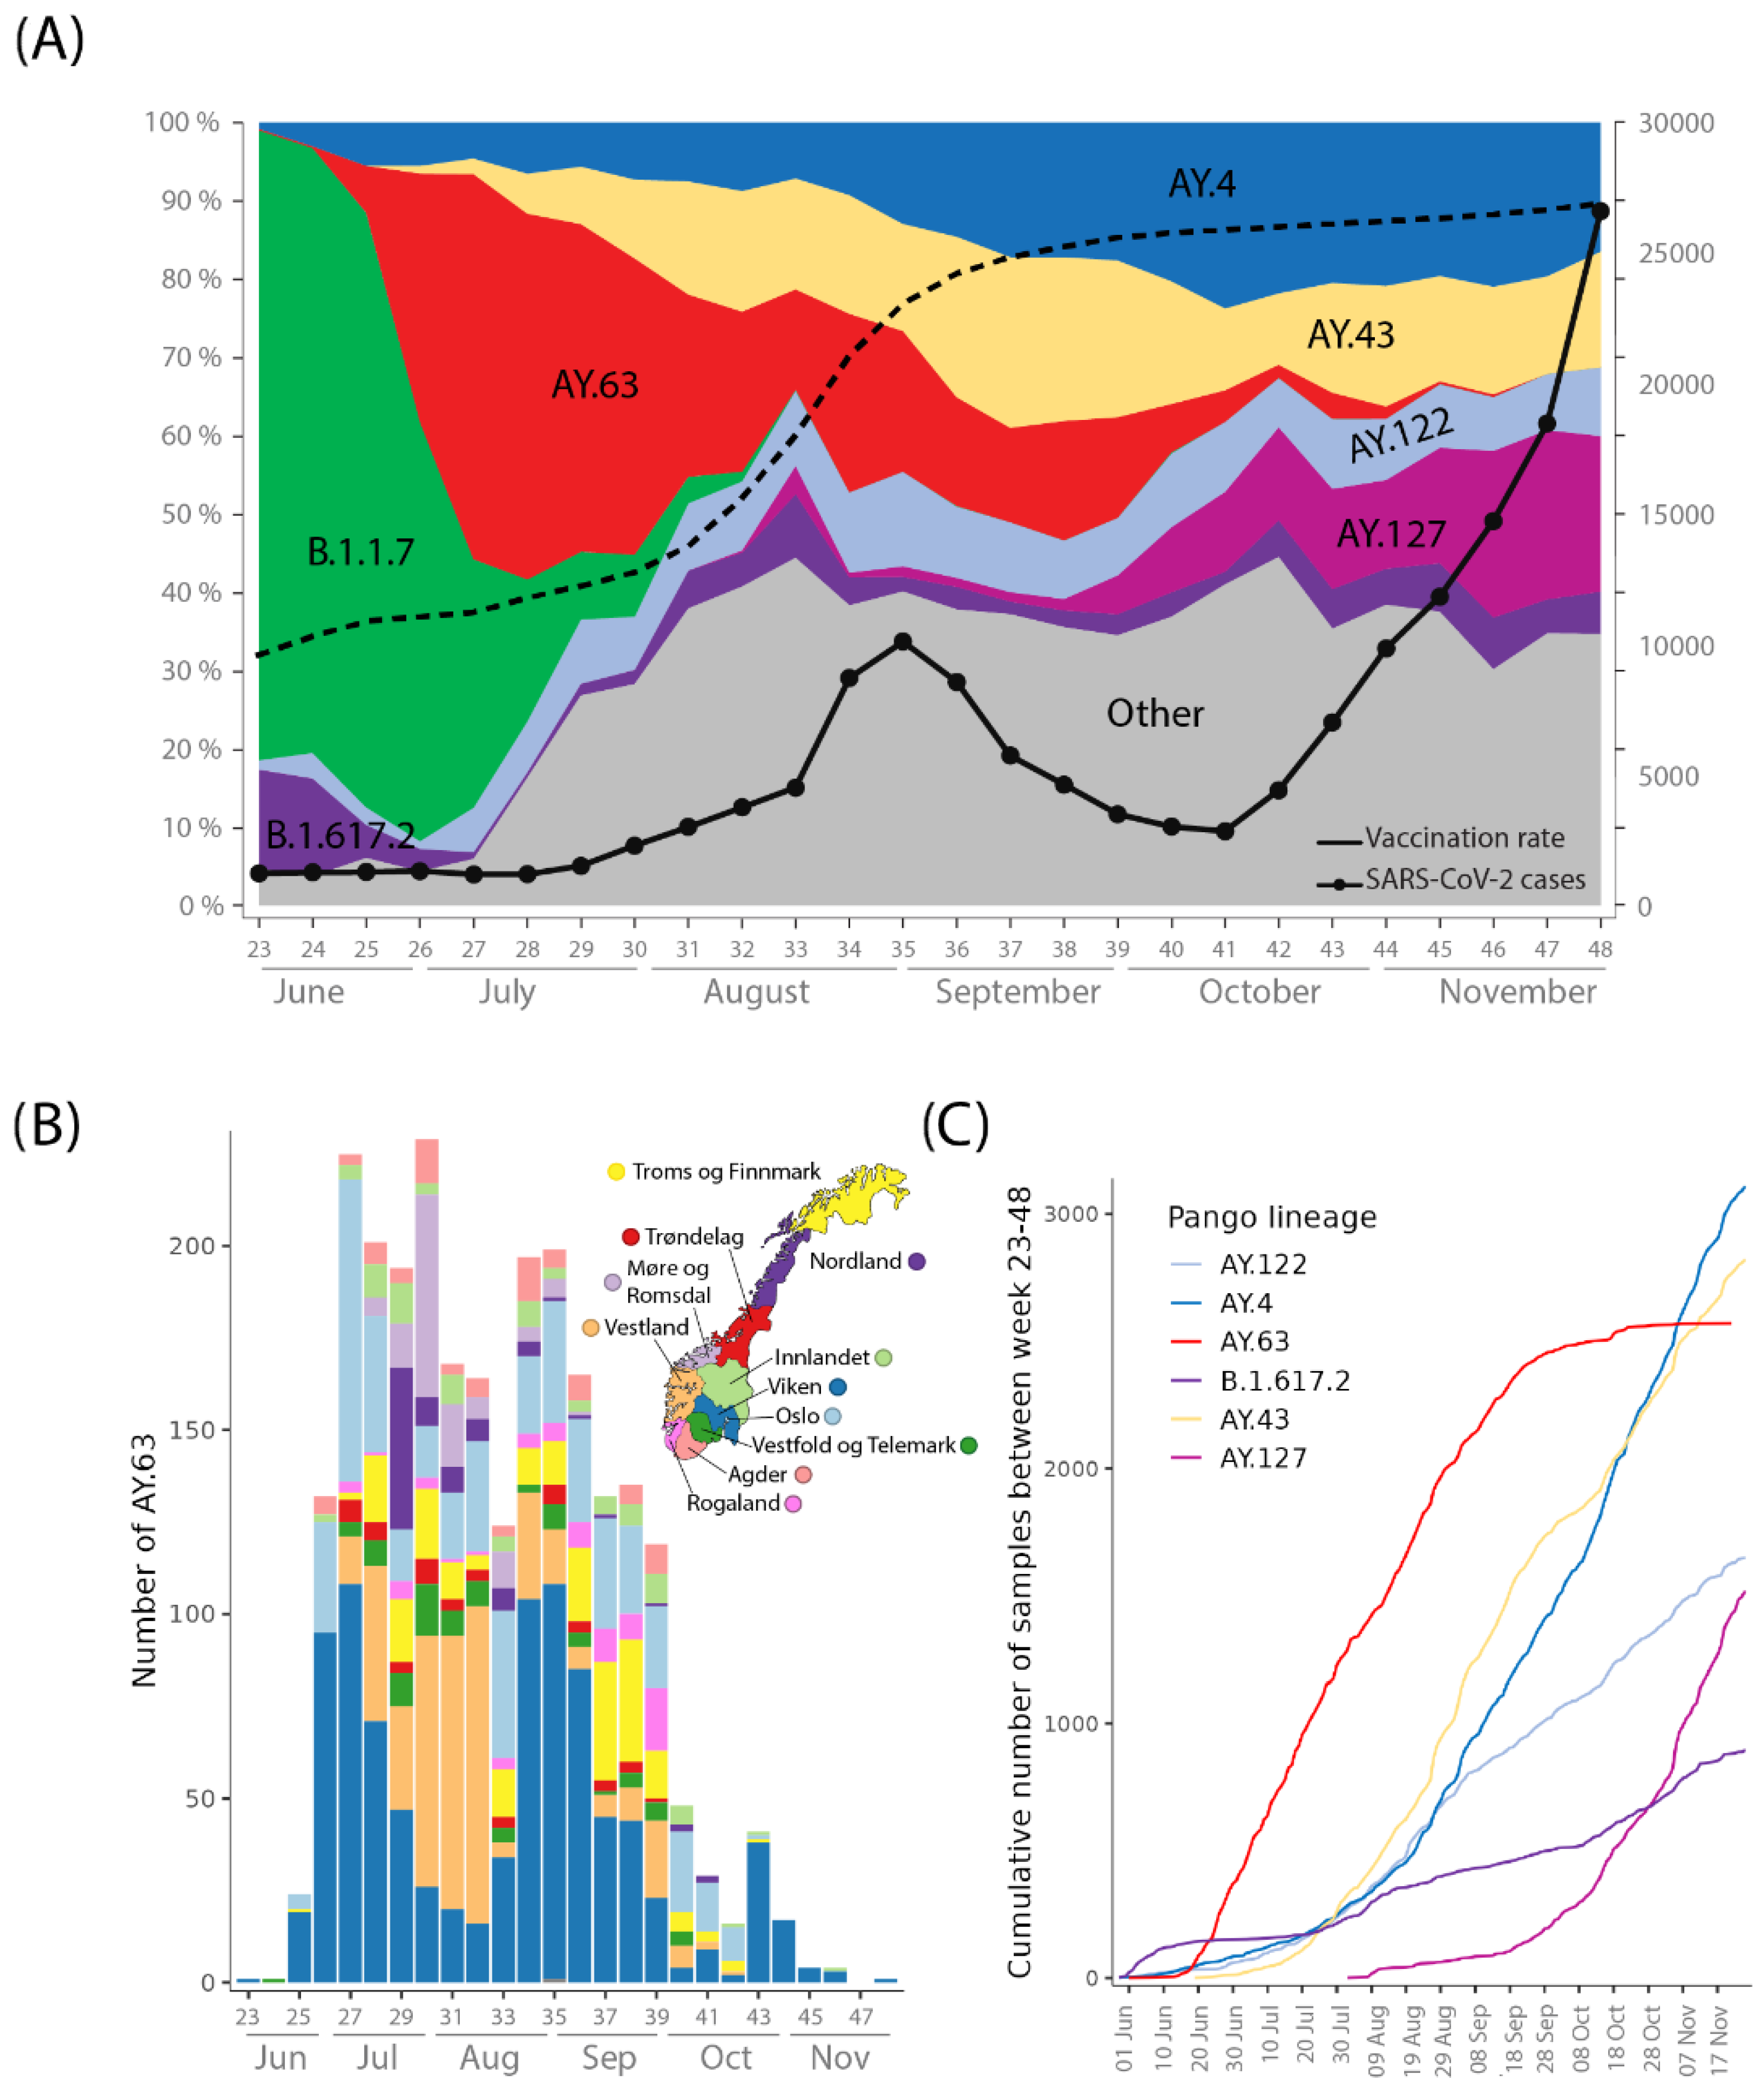 (A)
100 %
90 %
80 %
70 %
60 %
50 %
40 %
30 %
20 %
10 %
0 %
30000
25000
20000
15000
10000
5000
0
AY.4
AY.43
AY.63
AY.122
B.1.1.7
AY.127
Other
B.1.617.2
Vaccination rate
SARS-CoV-2 cases
23 24 25 26 27 28 29 30 31 32 33 34 35 36 37 38 39 40 41 42 43 44 45 46 47 48
June July August September October November
(B)
Number of AY.63
200
150
100
50
0
Troms og Finnmark
Trøndelag
Nordland
Møre og
Romsdal
Vestland
Innlandet
Viken
Oslo
Vestfold og Telemark
Agder
Rogaland
23 25 27 29 31 33 35 37 39 41 43 45 47
Jun Jul Aug Sep Oct Nov
(C)
Cumulative number of samples between week 23-48
3000
2000
1000
0
Pango lineage
AY.122
AY.4
AY.63
B.1.617.2
AY.43
AY.127
01 Jun
10 Jun
20 Jun
30 Jun
10 Jul
20 Jul
30 Jul
09 Aug
19 Aug
29 Aug
08 Sep
18 Sep
28 Sep
08 Oct
18 Oct
28 Oct
07 Nov
17 Nov